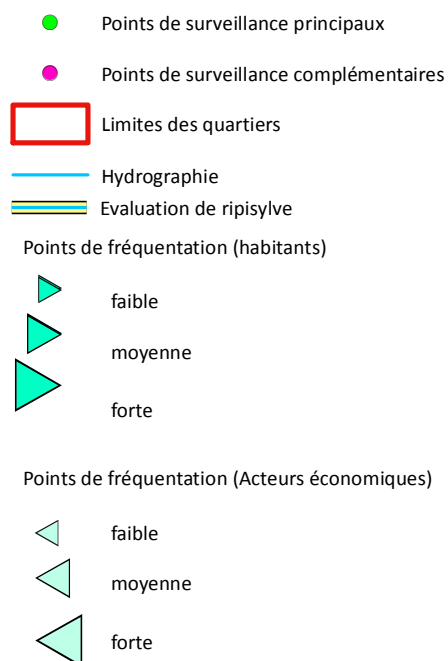 Points de surveillance principaux
Points de surveillance complémentaires
Limites des quartiers
Hydrographie
Evaluation de ripisylve
Points de fréquentation (habitants)
faible
moyenne
forte
Points de fréquentation (Acteurs économiques)
faible
moyenne
forte